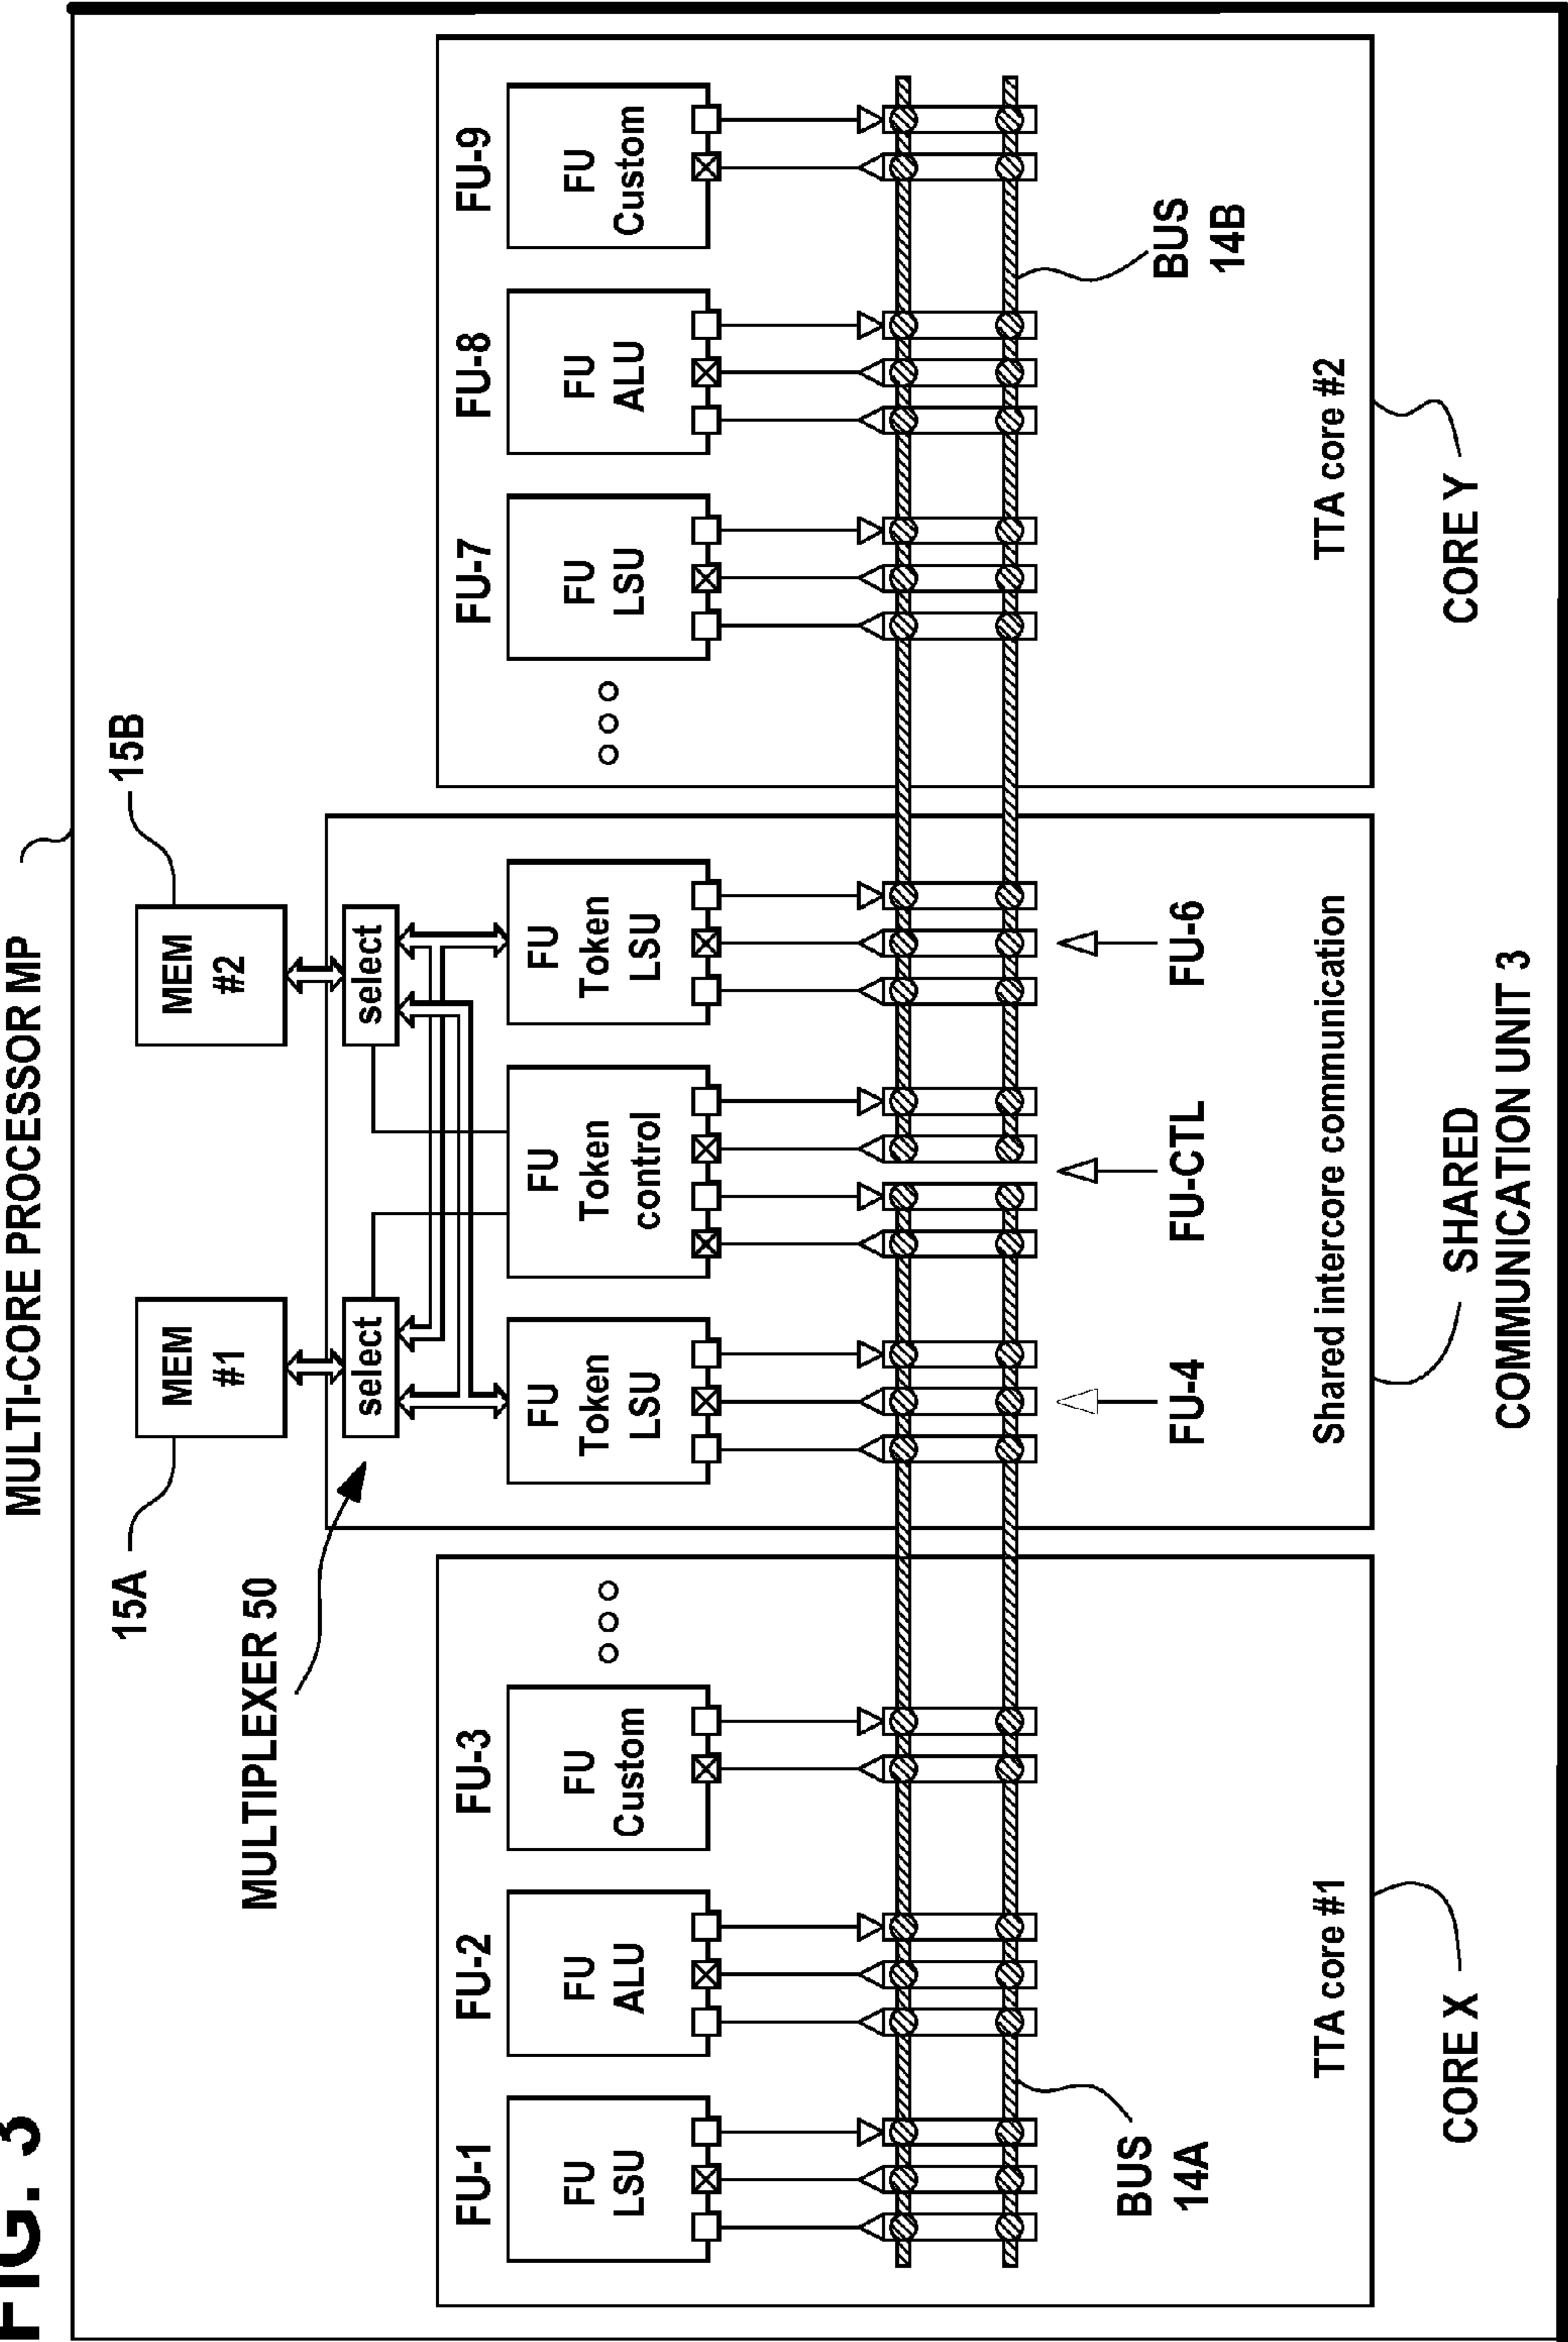 FIG. 3
MULTI-CORE PROCESSOR MP
15A
MEM
#1
MEM
#2
15B
MULTIPLEXER 50
select
select
FU-1
FU
LSU
FU-2
FU
ALU
FU-3
FU
Custom
FU
Token
LSU
FU
Token
control
FU
Token
LSU
FU-7
FU
LSU
FU-8
FU
ALU
FU-9
FU
Custom
BUS
14A
FU-4
FU-CTL
FU-6
BUS
14B
TTA core #1
Shared intercore communication
TTA core #2
CORE X
SHARED
COMMUNICATION UNIT 3
CORE Y